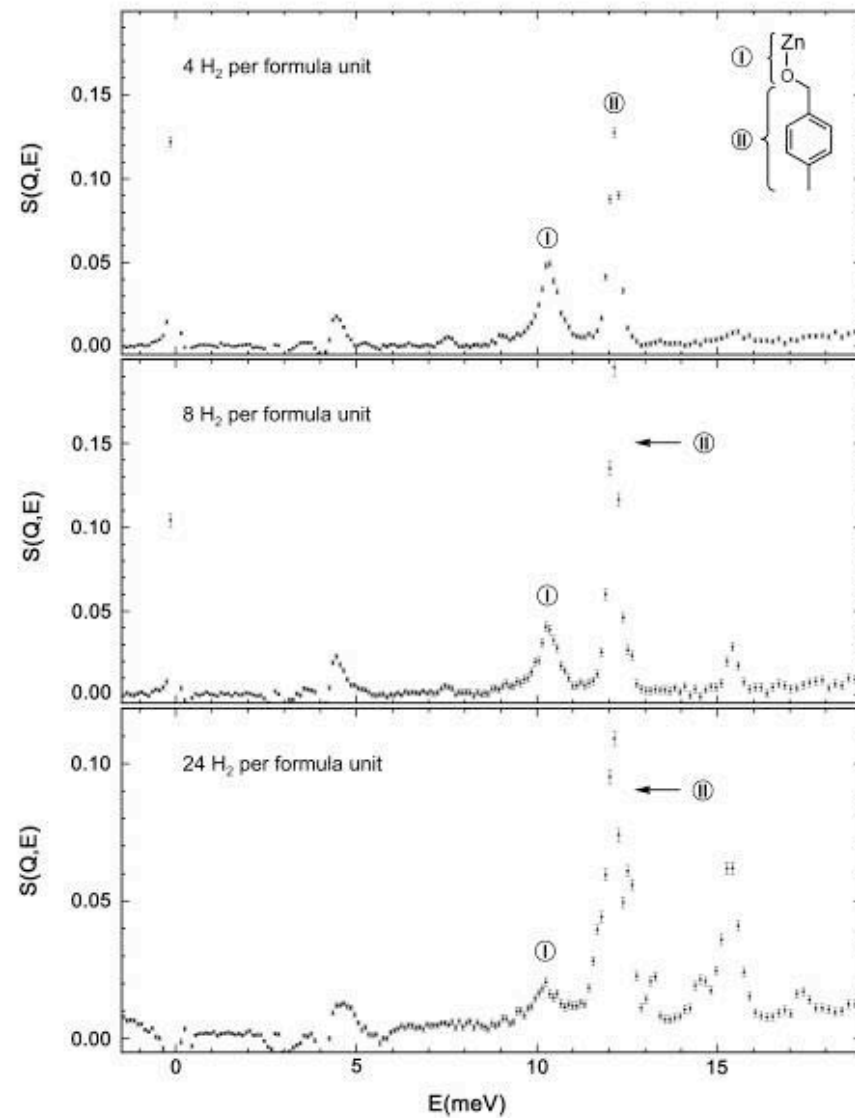 4 H₂ per formula unit
Ⅱ
Ⅰ
Ⅰ
Zn
O
Ⅱ
S(Q,E)
0.15
0.10
0.05
0.00
8 H₂ per formula unit
Ⅱ
Ⅰ
S(Q,E)
0.15
0.10
0.05
0.00
24 H₂ per formula unit
Ⅱ
Ⅰ
S(Q,E)
0.10
0.05
0.00
0 5 10 15
E(meV)